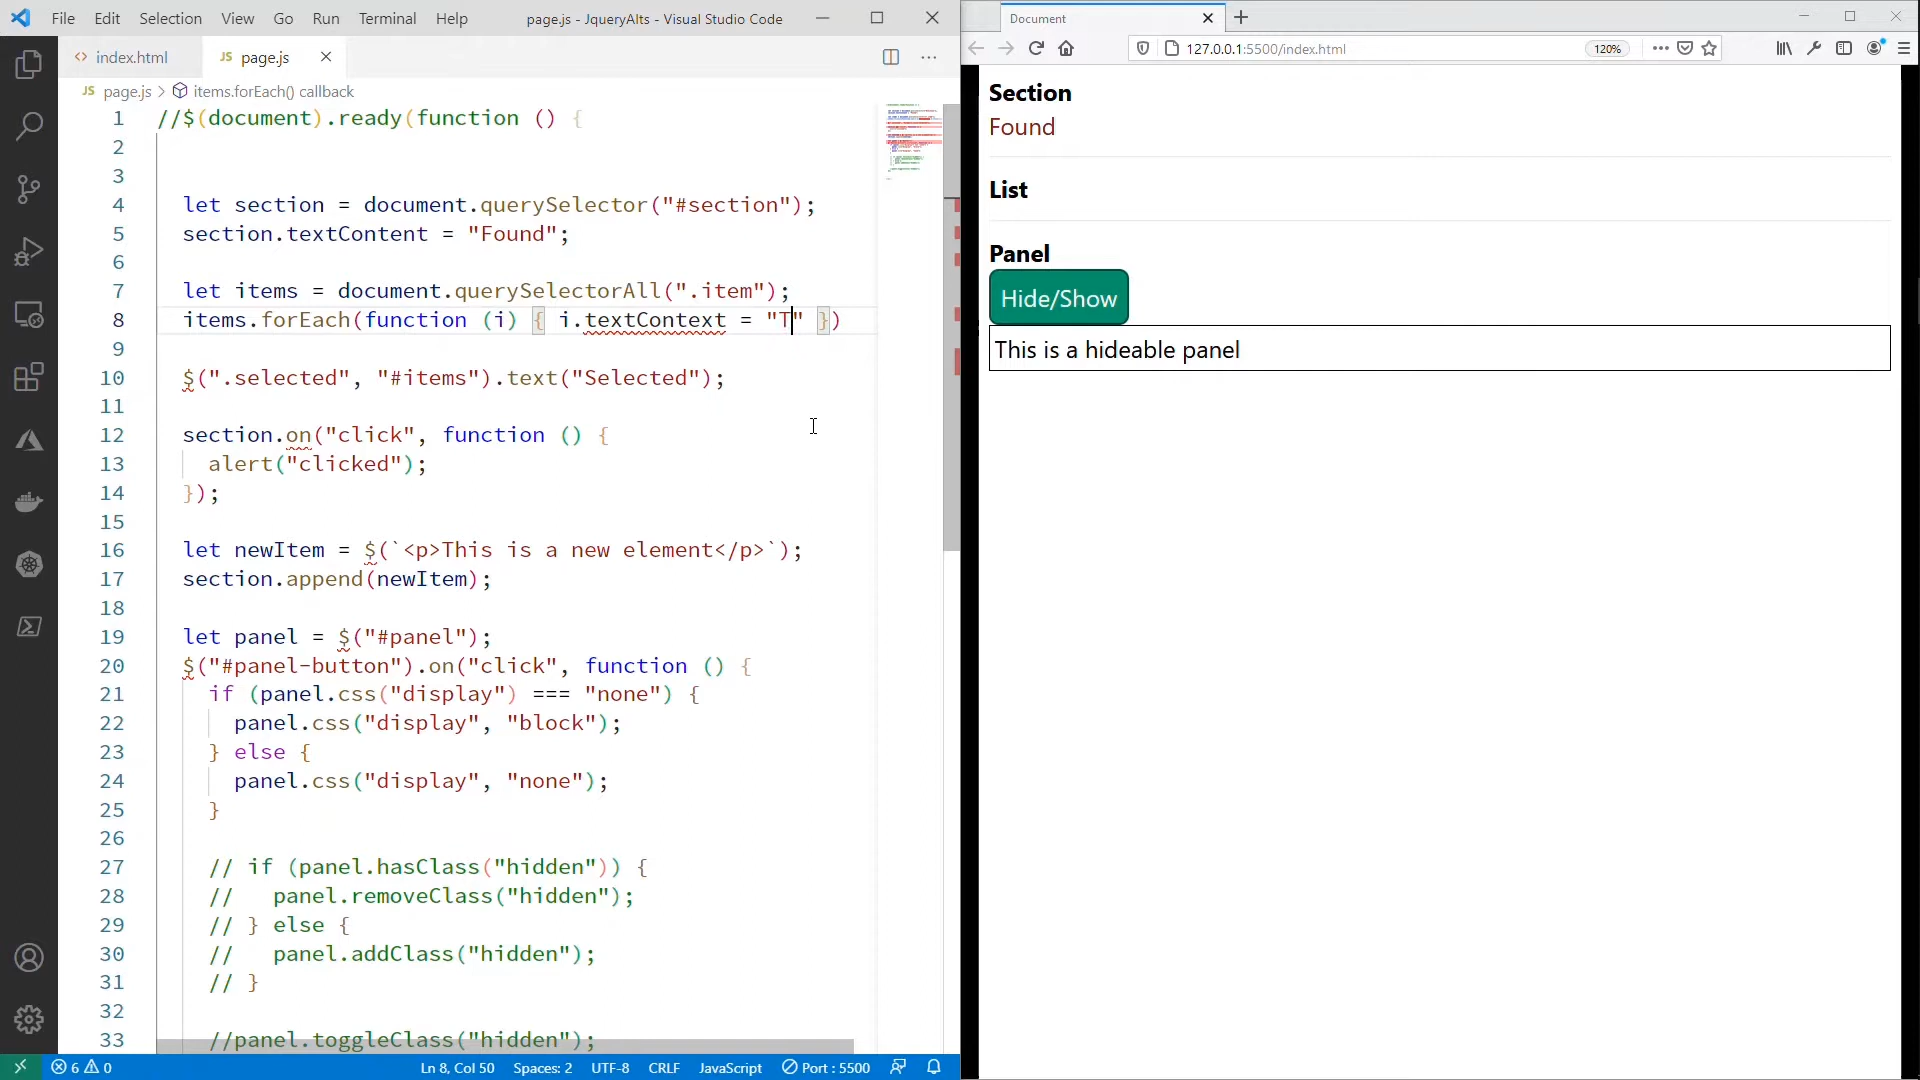 File Edit Selection View Go Run Terminal Help page.js - JqueryAlts - Visual Studio Code
index.html JS page.js
JS page.js > items.forEach() callback
1 //$(document).ready(function () {
2
3
4 let section = document.querySelector("#section");
5 section.textContent = "Found";
6
7 let items = document.querySelectorAll(".item");
8 items.forEach(function (i) { i.textContext = "T" })
9
10 $(".selected", "#items").text("Selected");
11
12 section.on("click", function () {
13 alert("clicked");
14 });
15
16 let newItem = $(`<p>This is a new element</p>`);
17 section.append(newItem);
18
19 let panel = $("#panel");
20 $("#panel-button").on("click", function () {
21 if (panel.css("display") === "none") {
22 panel.css("display", "block");
23 } else {
24 panel.css("display", "none");
25 }
26
27 // if (panel.hasClass("hidden")) {
28 // panel.removeClass("hidden");
29 // } else {
30 // panel.addClass("hidden");
31 // }
32
33 //panel.toggleClass("hidden");
6 0 Ln 8, Col 50 Spaces: 2 UTF-8 CRLF JavaScript Port : 5500
Document
127.0.0.1:5500/index.html 120%
Section
Found
List
Panel
Hide/Show
This is a hideable panel